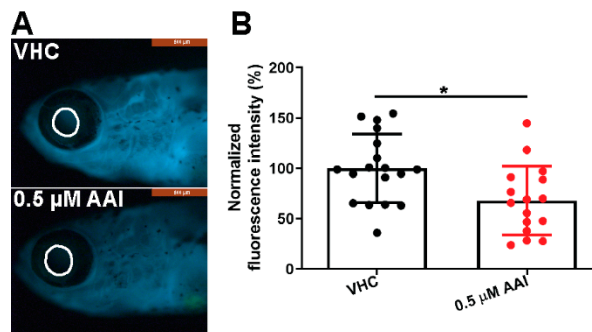 A
VHC
0.5 µM AAI
B
*
Normalized
fluorescence intensity (%)
200
150
100
50
0
VHC
0.5 µM AAI